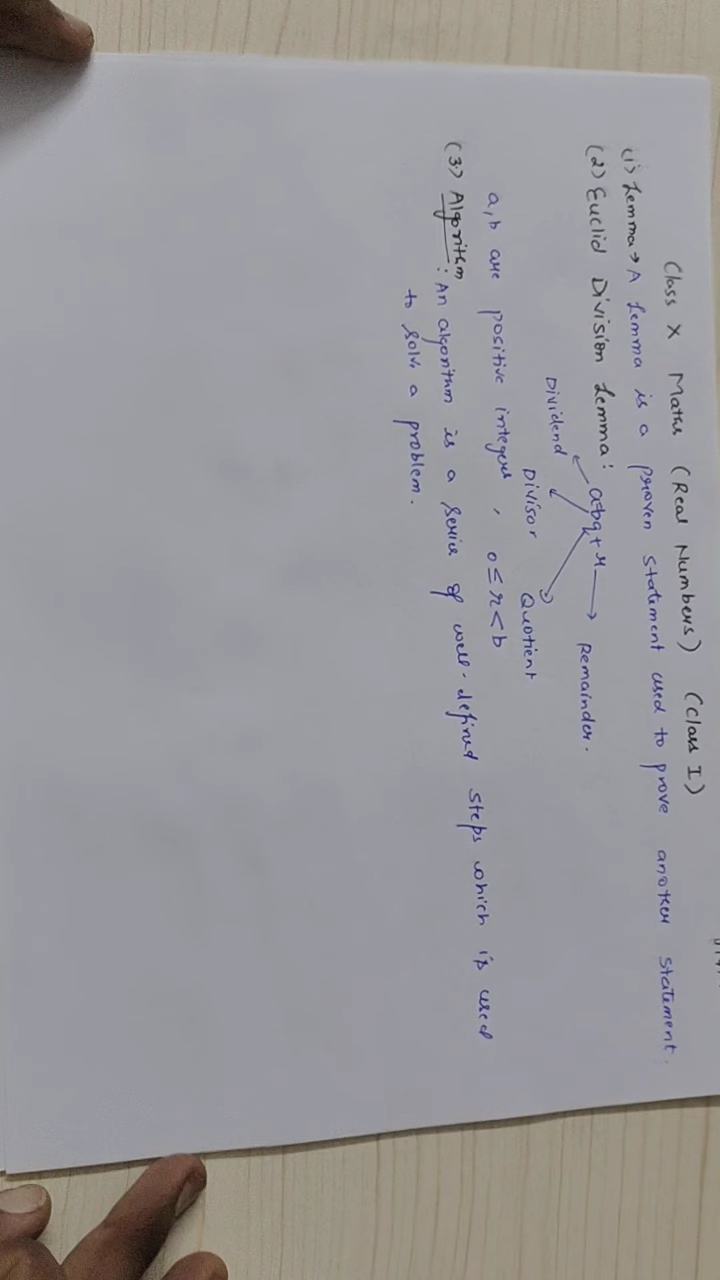 Class X Maths (Real Numbers) (Class I)
(1) Lemma → A Lemma is a proven statement used to prove another statement.
(2) Euclid Division Lemma: a=bq+r → Remainder.
Dividend Divisor Quotient
a,b are positive integers, 0≤r<b
(3.) Algorithm: An algorithm is a series of well-defined steps which is used
to solve a problem.